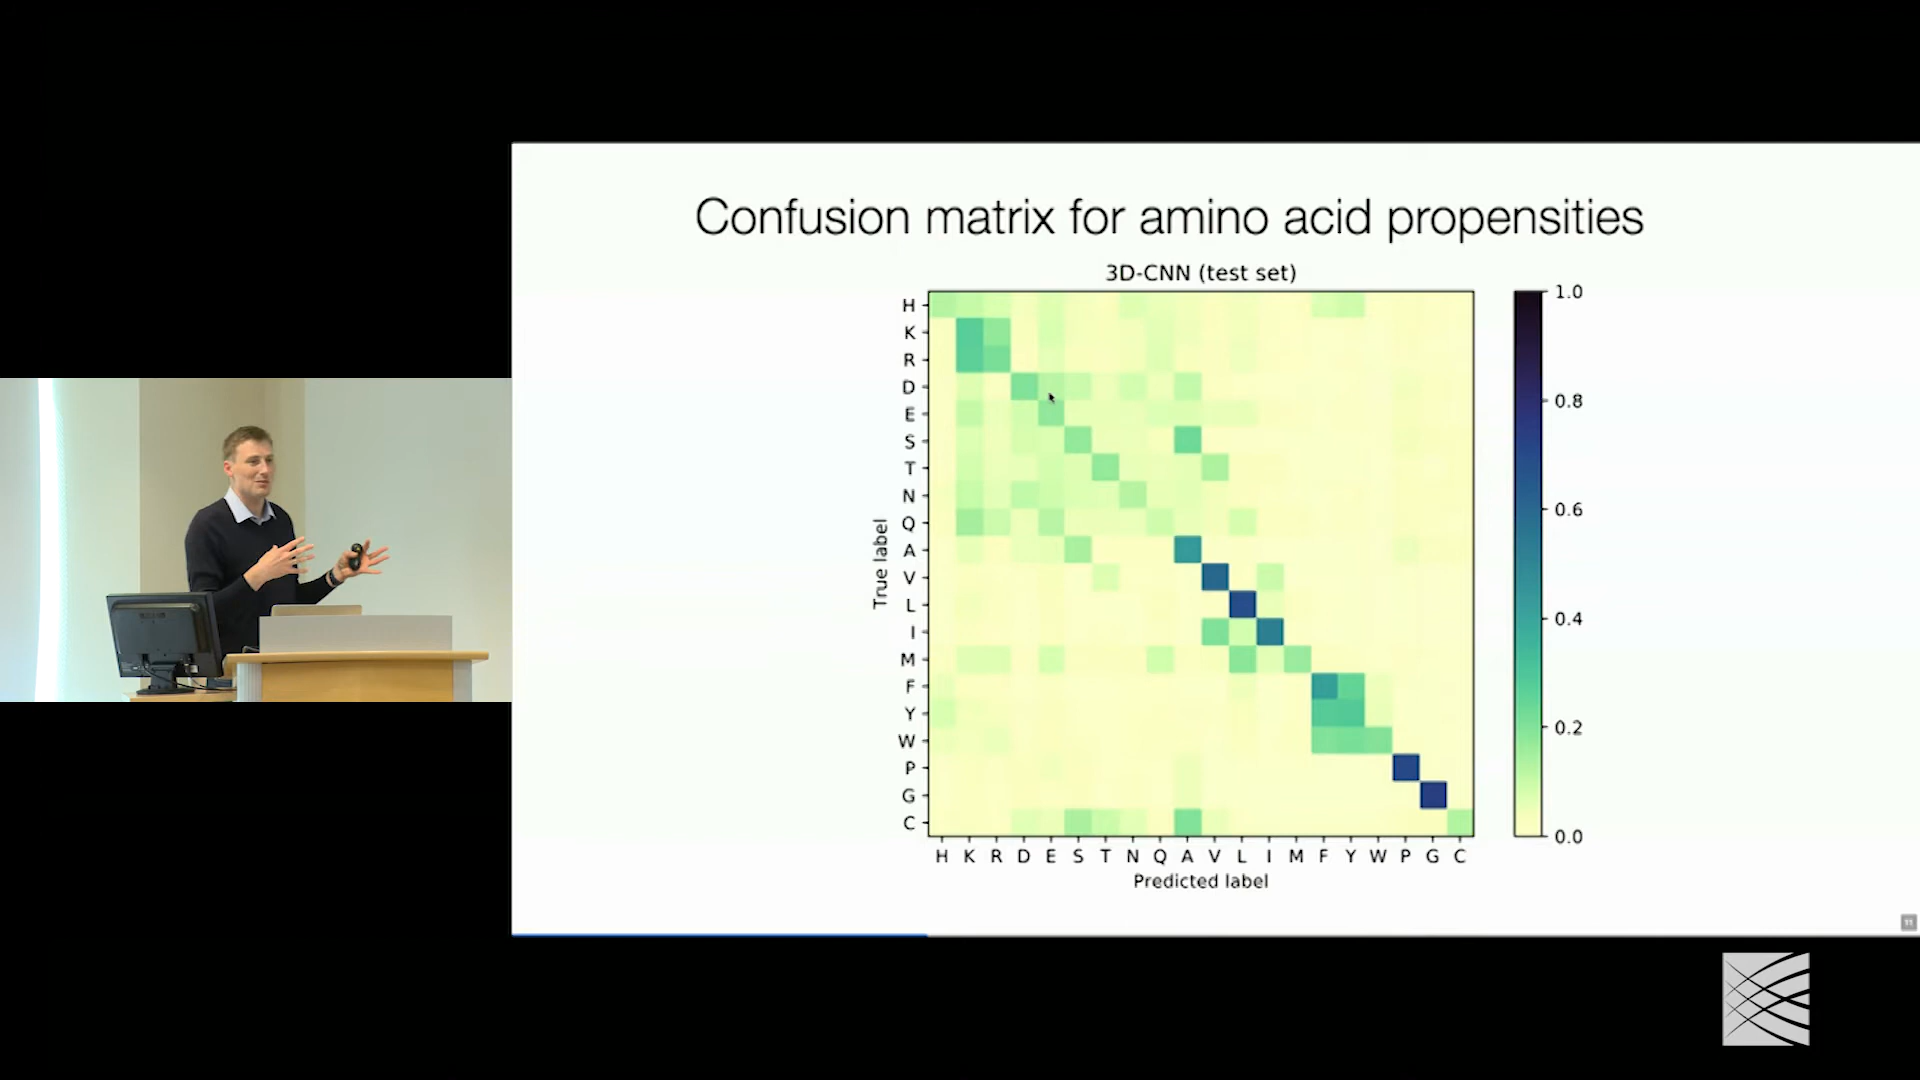 Confusion matrix for amino acid propensities
3D-CNN (test set)
True label
H
K
R
D
E
S
T
N
Q
A
V
L
I
M
F
Y
W
P
G
C
H K R D E S T N Q A V L I M F Y W P G C
Predicted label
1.0
0.8
0.6
0.4
0.2
0.0
11